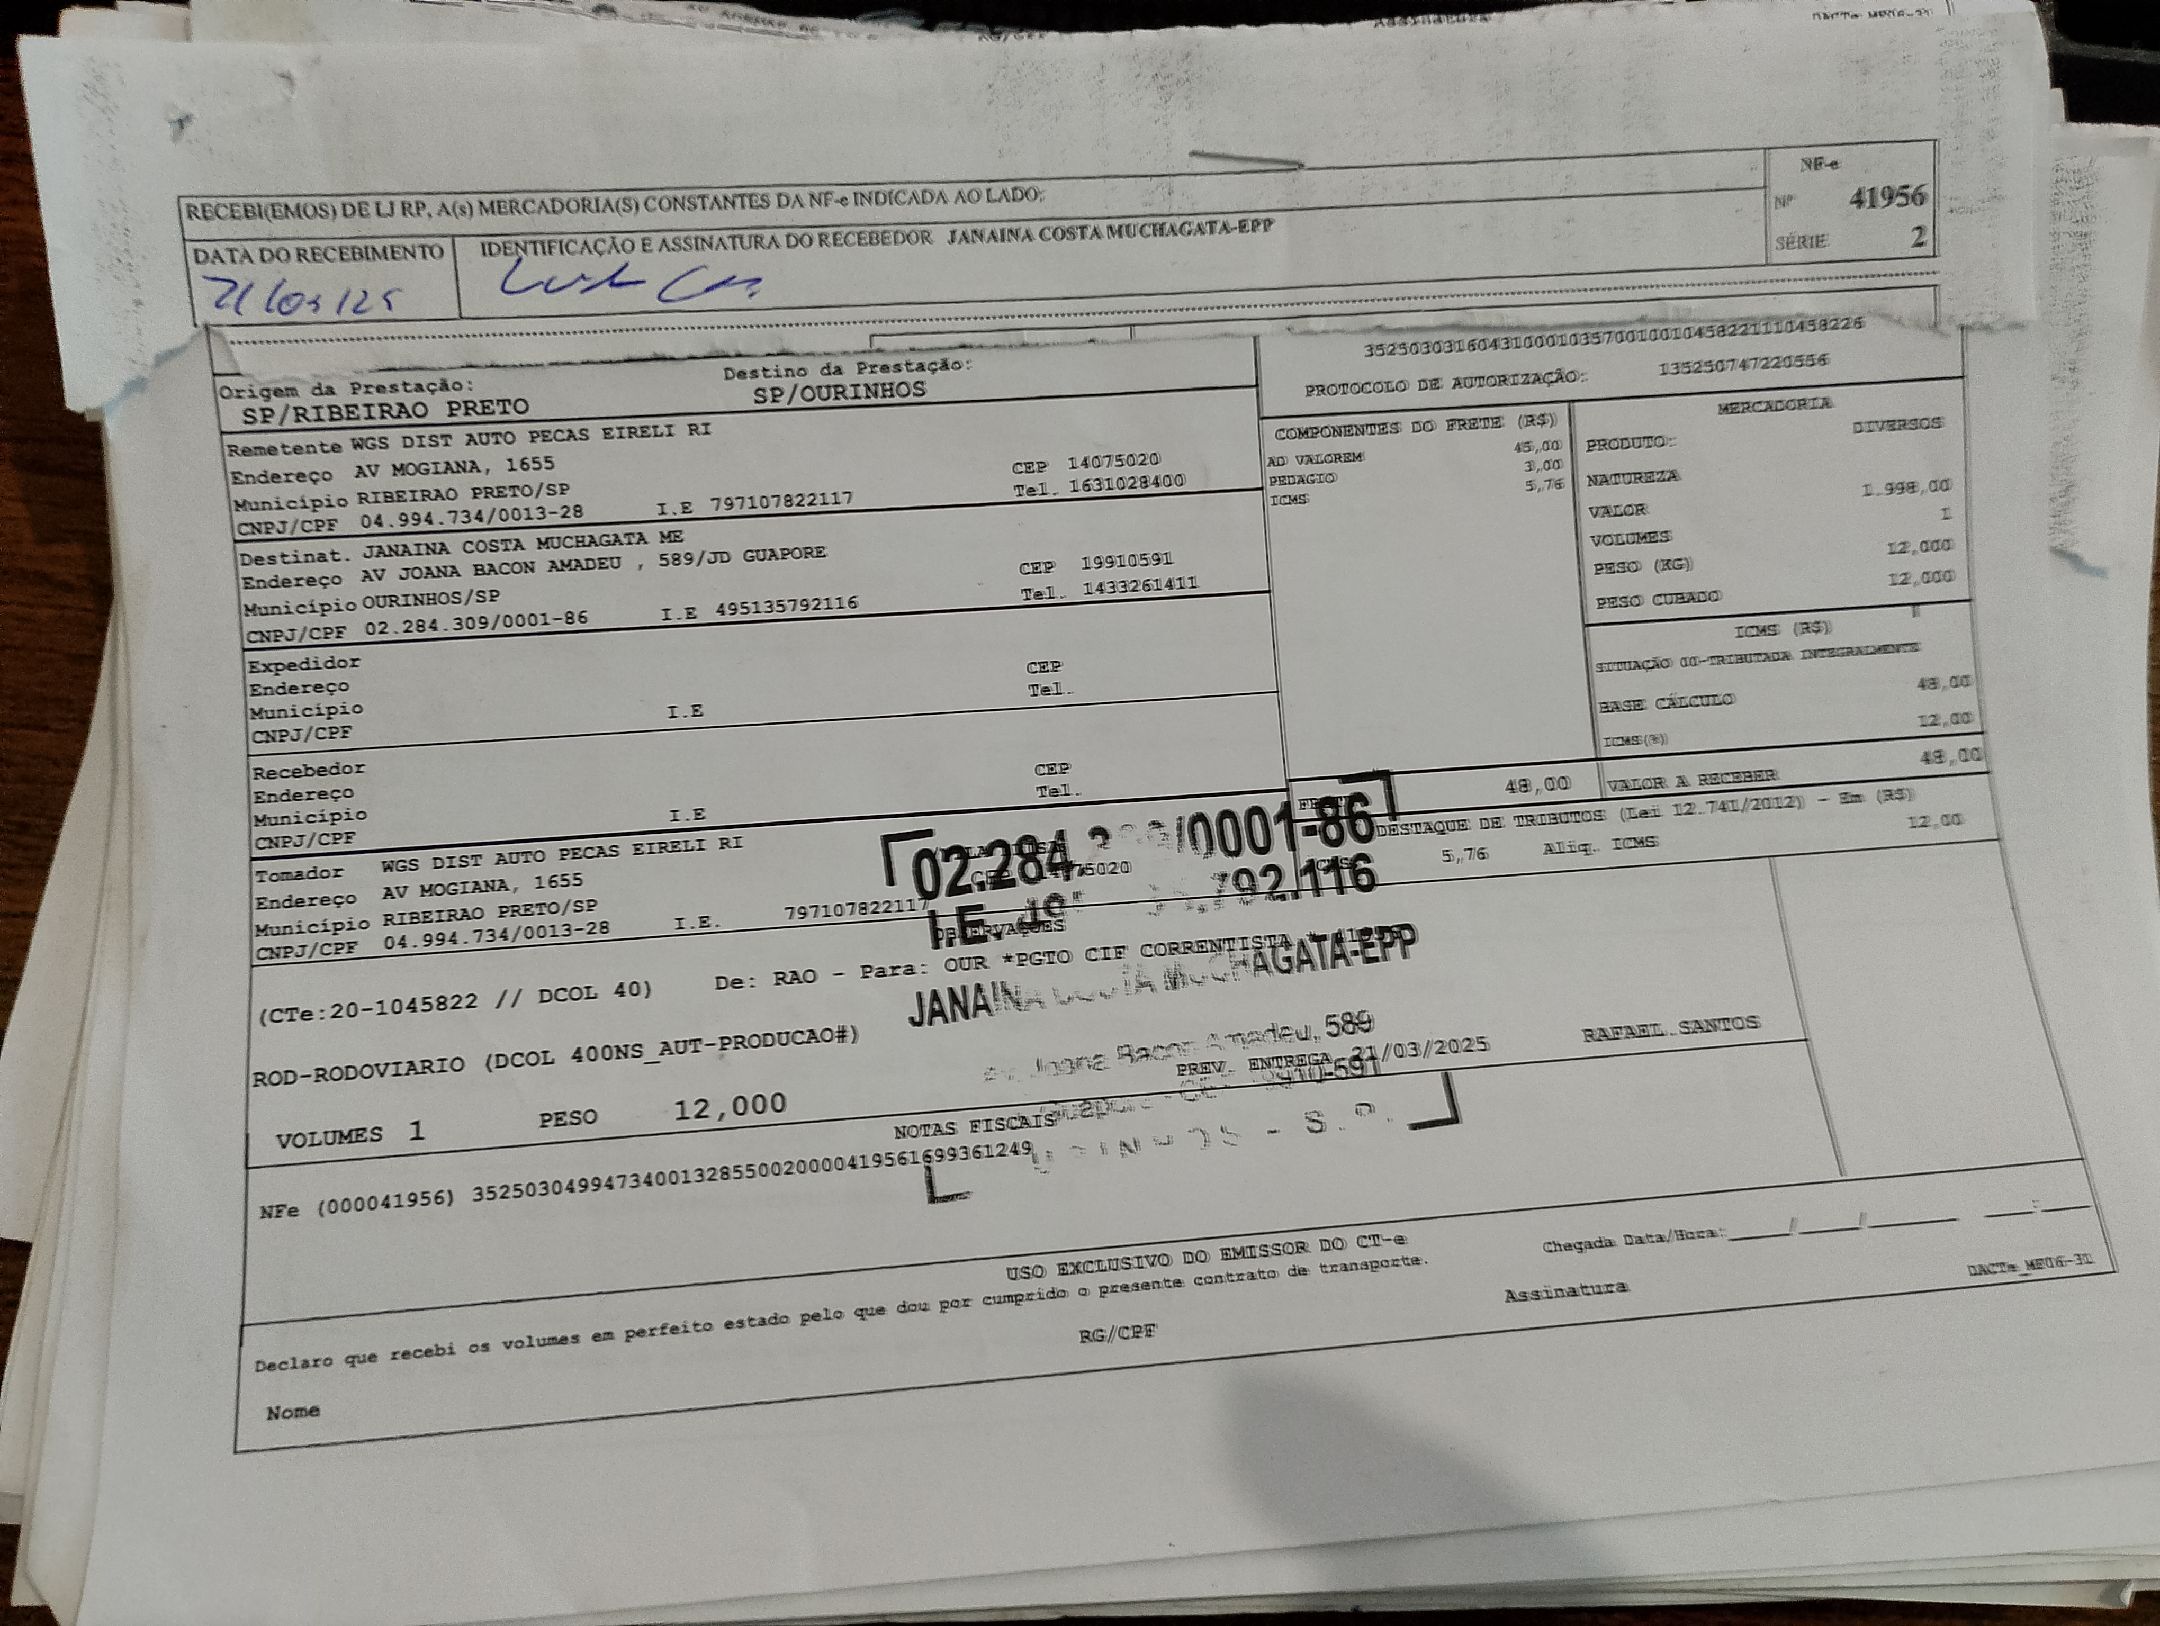 RECEBI(EMOS) DE LJ RP, A(s) MERCADORIA(S) CONSTANTES DA NF-e INDICADA AO LADO:
NF-e
Nº 41956
SÉRIE 2
DATA DO RECEBIMENTO
IDENTIFICAÇÃO E ASSINATURA DO RECEBEDOR JANAINA COSTA MUCHAGATA-EPP
21/03/25
35250303160431000103570010010458221110458226
PROTOCOLO DE AUTORIZAÇÃO: 135250747220556
Origem da Prestação:
SP/RIBEIRAO PRETO
Destino da Prestação:
SP/OURINHOS
Remetente WGS DIST AUTO PECAS EIRELI RI
Endereço AV MOGIANA, 1655 CEP 14075020
Município RIBEIRAO PRETO/SP Tel. 1631028400
CNPJ/CPF 04.994.734/0013-28 I.E 797107822117
Destinat. JANAINA COSTA MUCHAGATA ME
Endereço AV JOANA BACON AMADEU , 589/JD GUAPORE CEP 19910591
Município OURINHOS/SP Tel. 1433261411
CNPJ/CPF 02.284.309/0001-86 I.E 495135792116
Expedidor
Endereço CEP
Município Tel.
CNPJ/CPF I.E
Recebedor
Endereço CEP
Município Tel.
CNPJ/CPF I.E
Tomador WGS DIST AUTO PECAS EIRELI RI
Endereço AV MOGIANA, 1655
Município RIBEIRAO PRETO/SP
CNPJ/CPF 04.994.734/0013-28 I.E. 797107822117
COMPONENTES DO FRETE (R$)
AD VALOREM 45,00
PEDAGIO 3,00
ICMS 5,76
MERCADORIA
PRODUTO: DIVERSOS
NATUREZA
VALOR 1.998,00
VOLUMES 1
PESO (KG) 12,000
PESO CUBADO 12,000
ICMS (R$)
SITUAÇÃO 00-TRIBUTADA INTEGRALMENTE
BASE CÁLCULO 48,00
ICMS(%) 12,00
48,00 VALOR A RECEBER 48,00
DESTAQUE DE TRIBUTOS (Lei 12.741/2012) - Em (R$)
5,76 Aliq. ICMS 12,00
OBSERVAÇÕES
(CTe:20-1045822 // DCOL 40) De: RAO - Para: OUR *PGTO CIF CORRENTISTA
ROD-RODOVIARIO (DCOL 400NS_AUT-PRODUCAO#)
PREV. ENTREGA 21/03/2025 RAFAEL.SANTOS
VOLUMES 1 PESO 12,000
NOTAS FISCAIS
NFe (000041956) 35250304994734001328550020000419561699361249
02.284. /0001-86
I.E. .792.116
JANAINA COSTA MUCHAGATA-EPP
Av. Joana Bacon Amadeu, 589
USO EXCLUSIVO DO EMISSOR DO CT-e
Declaro que recebi os volumes em perfeito estado pelo que dou por cumprido o presente contrato de transporte.
Chegada Data/Hora:____/____/______ ___:___
Nome
RG/CPF
Assinatura
DACTe_MF06-31